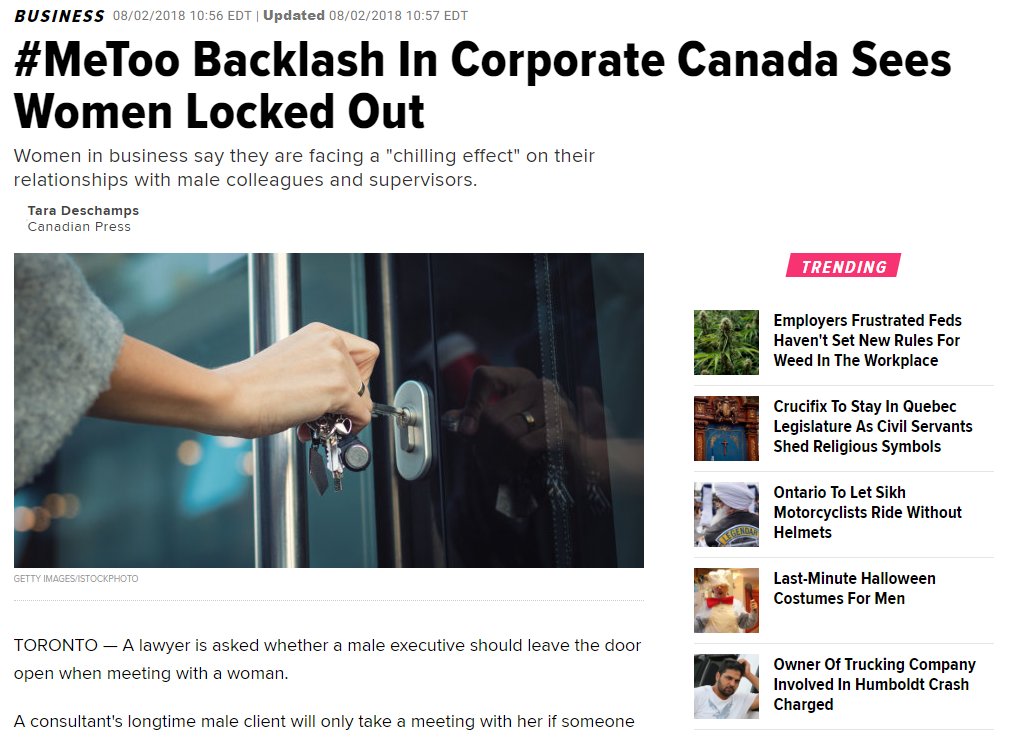 BUSINESS 08/02/2018 10:56 EDT | Updated 08/02/2018 10:57 EDT
#MeToo Backlash In Corporate Canada Sees
Women Locked Out
Women in business say they are facing a "chilling effect" on their
relationships with male colleagues and supervisors.
Tara Deschamps
Canadian Press
GETTY IMAGES/ISTOCKPHOTO
TORONTO — A lawyer is asked whether a male executive should leave the door
open when meeting with a woman.
A consultant's longtime male client will only take a meeting with her if someone
TRENDING
Employers Frustrated Feds
Haven't Set New Rules For
Weed In The Workplace
Crucifix To Stay In Quebec
Legislature As Civil Servants
Shed Religious Symbols
LEGENDAR
Ontario To Let Sikh
Motorcyclists Ride Without
Helmets
Last-Minute Halloween
Costumes For Men
Owner Of Trucking Company
Involved In Humboldt Crash
Charged